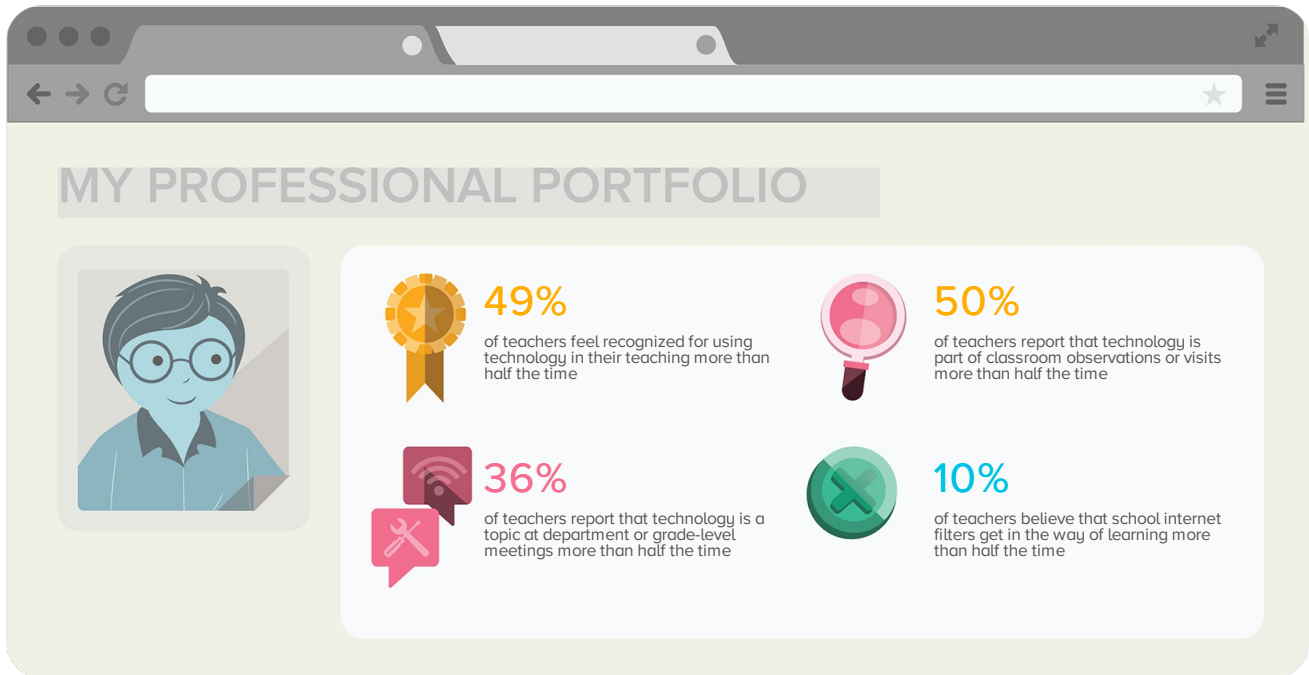 MY PROFESSIONAL PORTFOLIO
49%
of teachers feel recognized for using
technology in their teaching more than
half the time
50%
of teachers report that technology is
part of classroom observations or visits
more than half the time
36%
of teachers report that technology is a
topic at department or grade-level
meetings more than half the time
10%
of teachers believe that school internet
filters get in the way of learning more
than half the time